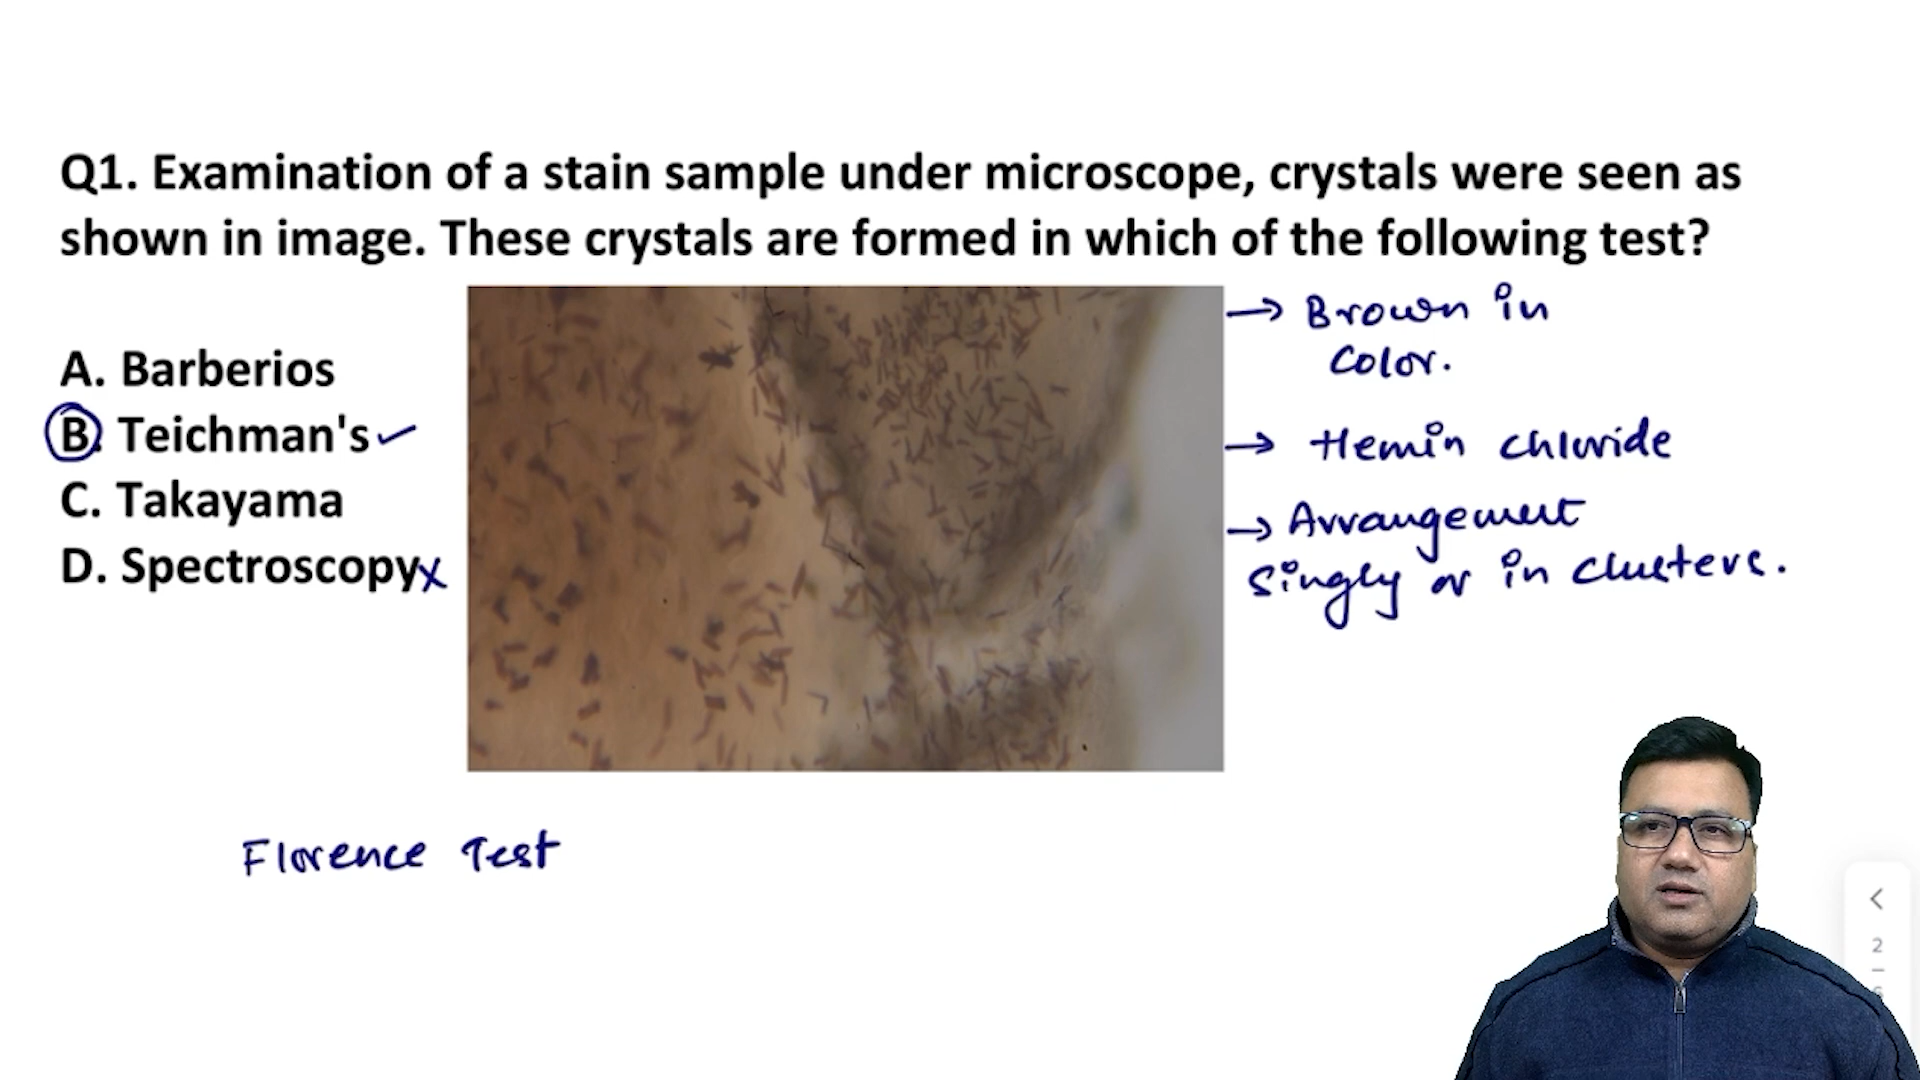 Q1. Examination of a stain sample under microscope, crystals were seen as
shown in image. These crystals are formed in which of the following test?
A. Barberios
B. Teichman's
C. Takayama
D. Spectroscopy
→ Brown in
Color.
→ Hemin chloride
→ Arrangement
Singly or in clusters.
Florence Test
2